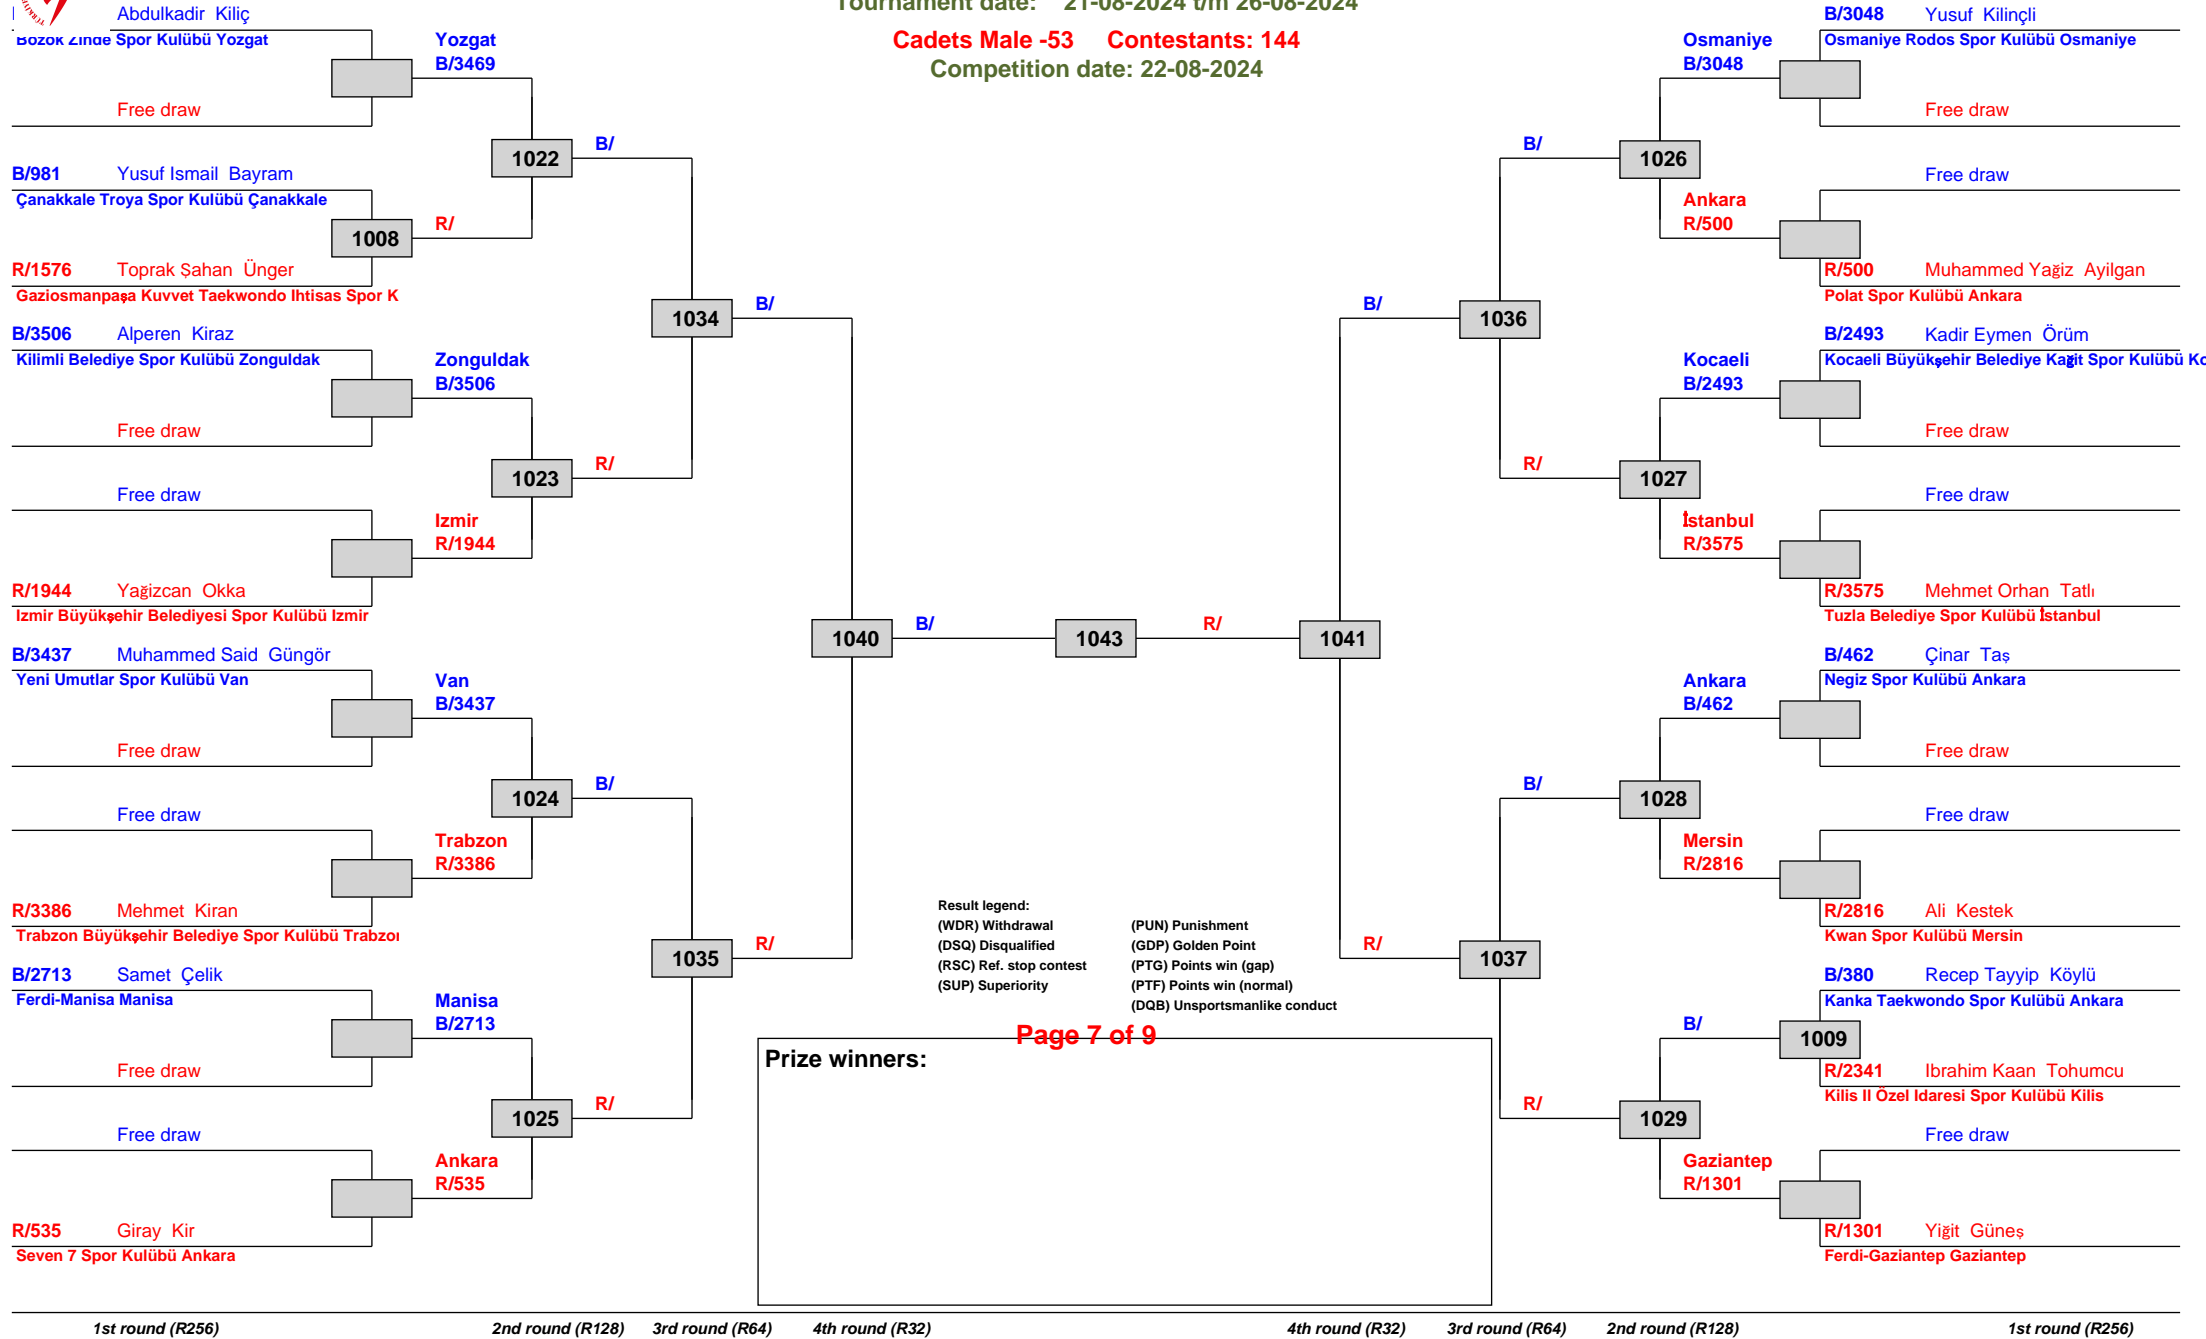 Tournament date: 21-08-2024 t/m 26-08-2024
Cadets Male -53 Contestants: 144
Competition date: 22-08-2024
Abdulkadir Kiliç
Bozok Zinde Spor Kulübü Yozgat
Free draw
B/981 Yusuf Ismail Bayram
Çanakkale Troya Spor Kulübü Çanakkale
1008
R/1576 Toprak Şahan Ünger
Gaziosmanpaşa Kuvvet Taekwondo Ihtisas Spor K
B/3506 Alperen Kiraz
Kilimli Belediye Spor Kulübü Zonguldak
Free draw
Free draw
R/1944 Yağizcan Okka
Izmir Büyükşehir Belediyesi Spor Kulübü Izmir
B/3437 Muhammed Said Güngör
Yeni Umutlar Spor Kulübü Van
Free draw
Free draw
R/3386 Mehmet Kiran
Trabzon Büyükşehir Belediye Spor Kulübü Trabzon
B/2713 Samet Çelik
Ferdi-Manisa Manisa
Free draw
Free draw
R/535 Giray Kir
Seven 7 Spor Kulübü Ankara
Yozgat
B/3469
1022
R/
Zonguldak
B/3506
1023
Izmir
R/1944
Van
B/3437
1024
Trabzon
R/3386
Manisa
B/2713
1025
Ankara
R/535
B/
1034
R/
B/
1035
R/
B/
1040
R/
B/
1043
R/
B/
1041
R/
B/
1036
R/
B/
1037
R/
Osmaniye
B/3048
1026
Ankara
R/500
Kocaeli
B/2493
1027
İstanbul
R/3575
Ankara
B/462
1028
Mersin
R/2816
B/
1029
Gaziantep
R/1301
B/3048 Yusuf Kilinçli
Osmaniye Rodos Spor Kulübü Osmaniye
Free draw
Free draw
R/500 Muhammed Yağiz Ayilgan
Polat Spor Kulübü Ankara
B/2493 Kadir Eymen Örüm
Kocaeli Büyükşehir Belediye Kağit Spor Kulübü Ko
Free draw
Free draw
R/3575 Mehmet Orhan Tatlı
Tuzla Belediye Spor Kulübü İstanbul
B/462 Çinar Taş
Negiz Spor Kulübü Ankara
Free draw
Free draw
R/2816 Ali Kestek
Kwan Spor Kulübü Mersin
B/380 Recep Tayyip Köylü
Kanka Taekwondo Spor Kulübü Ankara
1009
R/2341 Ibrahim Kaan Tohumcu
Kilis Il Özel Idaresi Spor Kulübü Kilis
Free draw
R/1301 Yiğit Güneş
Ferdi-Gaziantep Gaziantep
Result legend:
(WDR) Withdrawal (PUN) Punishment
(DSQ) Disqualified (GDP) Golden Point
(RSC) Ref. stop contest (PTG) Points win (gap)
(SUP) Superiority (PTF) Points win (normal)
(DQB) Unsportsmanlike conduct
Page 7 of 9
Prize winners:
1st round (R256) 2nd round (R128) 3rd round (R64) 4th round (R32) 4th round (R32) 3rd round (R64) 2nd round (R128) 1st round (R256)